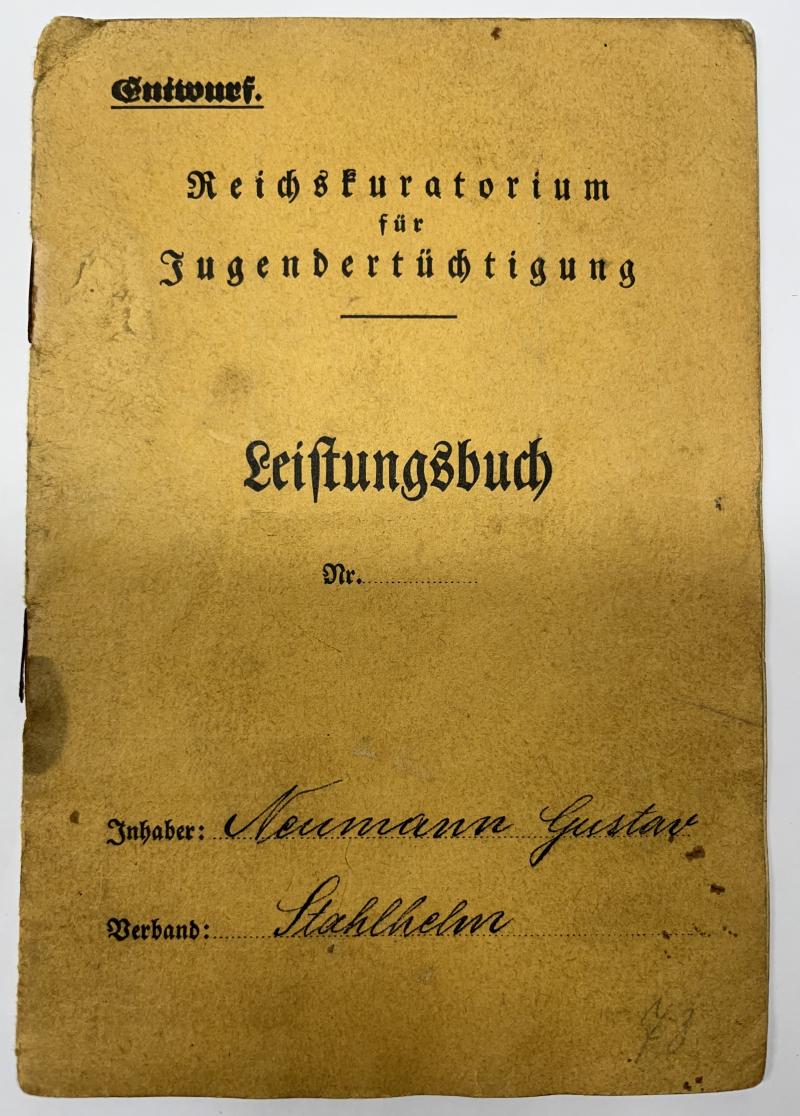 Entwurf.
Reichskuratorium
für
Jugendertüchtigung
Leiſtungsbuch
Nr.
Inhaber: Neumann Gustav
Verband: Stahlhelm